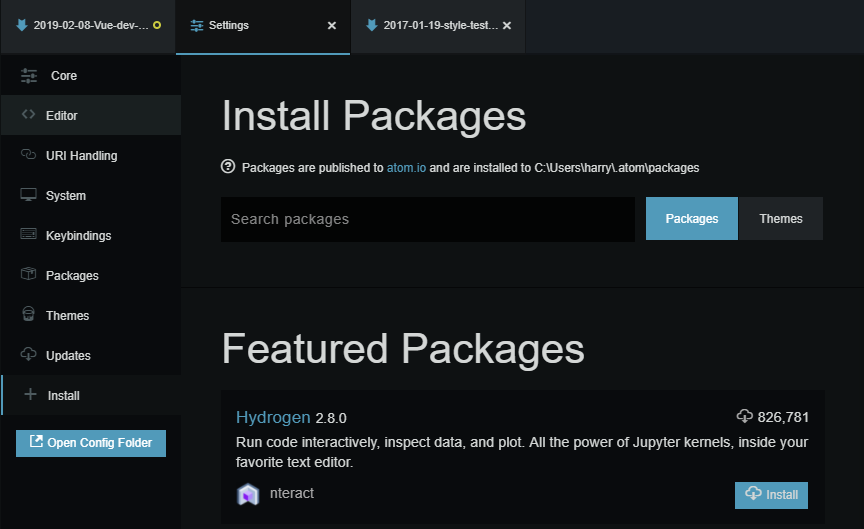 2019-02-08-Vue-dev-...
Settings
2017-01-19-style-test...
Core
Editor
URI Handling
System
Keybindings
Packages
Themes
Updates
Install
Open Config Folder
Install Packages
Packages are published to atom.io and are installed to C:\Users\harry\.atom\packages
Search packages
Packages
Themes
Featured Packages
Hydrogen 2.8.0
826,781
Run code interactively, inspect data, and plot. All the power of Jupyter kernels, inside your
favorite text editor.
nteract
Install